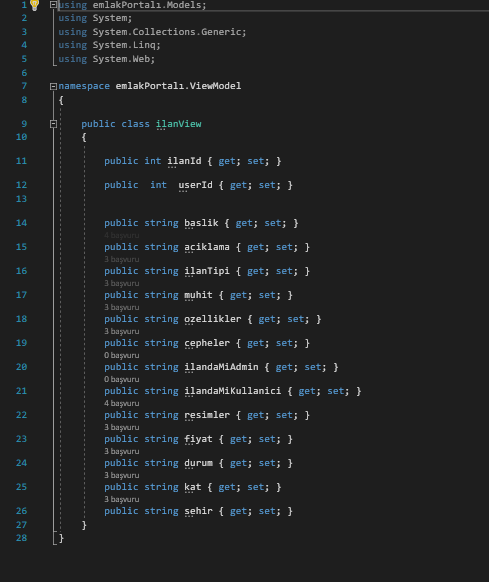 1 using emlakPortalı.Models;
2 using System;
3 using System.Collections.Generic;
4 using System.Linq;
5 using System.Web;
6
7 namespace emlakPortalı.ViewModel
8 {
9 public class ilanView
10 {
11 public int ilanId { get; set; }
12 public  int  userId { get; set; }
13
14 public string baslik { get; set; }
4 başvuru
15 public string aciklama { get; set; }
3 başvuru
16 public string ilanTipi { get; set; }
3 başvuru
17 public string muhit { get; set; }
3 başvuru
18 public string ozellikler { get; set; }
3 başvuru
19 public string cepheler { get; set; }
0 başvuru
20 public string ilandaMiAdmin { get; set; }
0 başvuru
21 public string ilandaMiKullanici { get; set; }
4 başvuru
22 public string resimler { get; set; }
3 başvuru
23 public string fiyat { get; set; }
3 başvuru
24 public string durum { get; set; }
3 başvuru
25 public string kat { get; set; }
3 başvuru
26 public string sehir { get; set; }
27 }
28 }